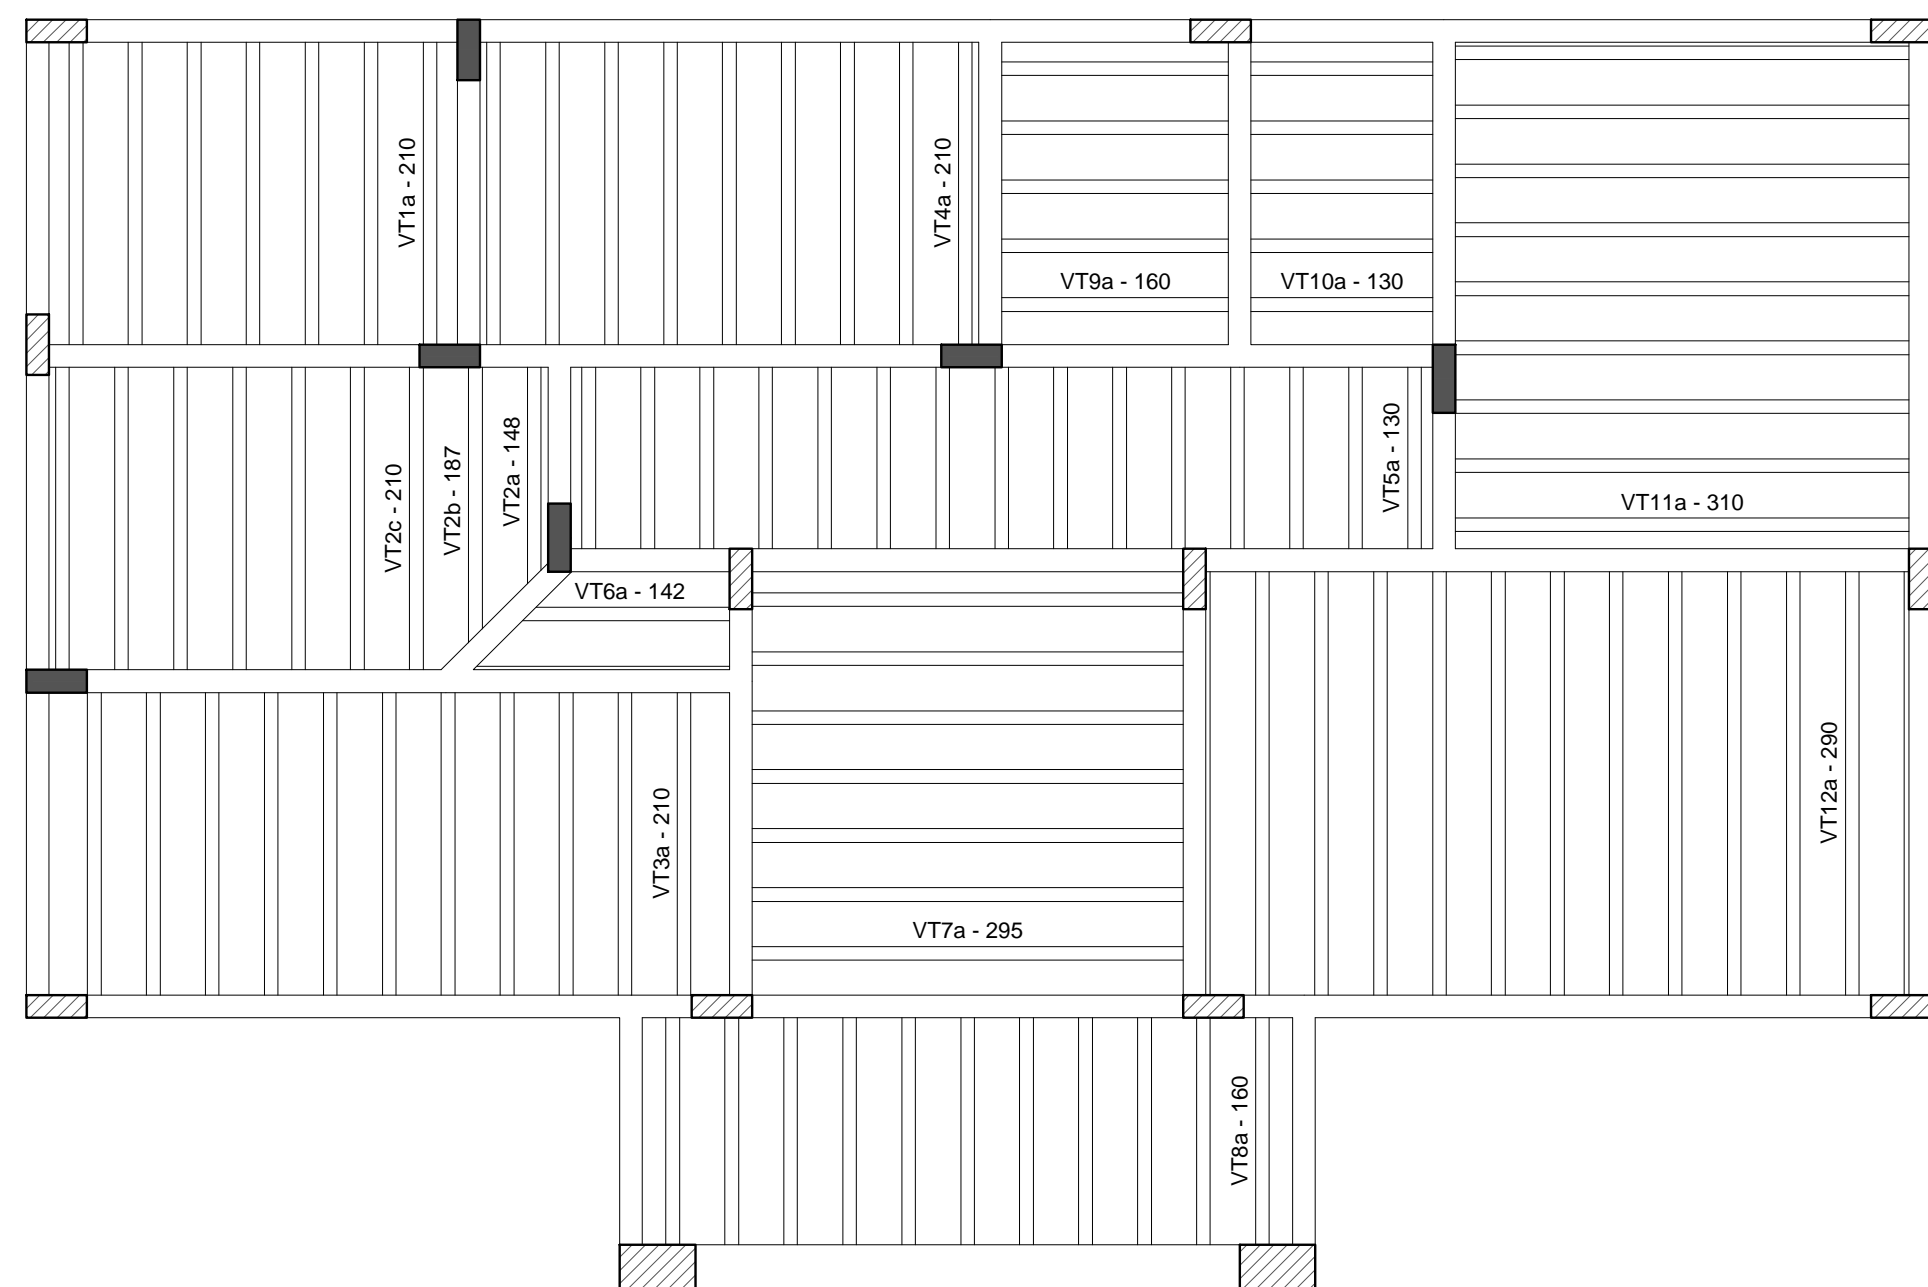 VT1a - 210
VT4a - 210
VT9a - 160
VT10a - 130
VT2c - 210
VT2b - 187
VT2a - 148
VT5a - 130
VT11a - 310
VT6a - 142
VT3a - 210
VT7a - 295
VT12a - 290
VT8a - 160